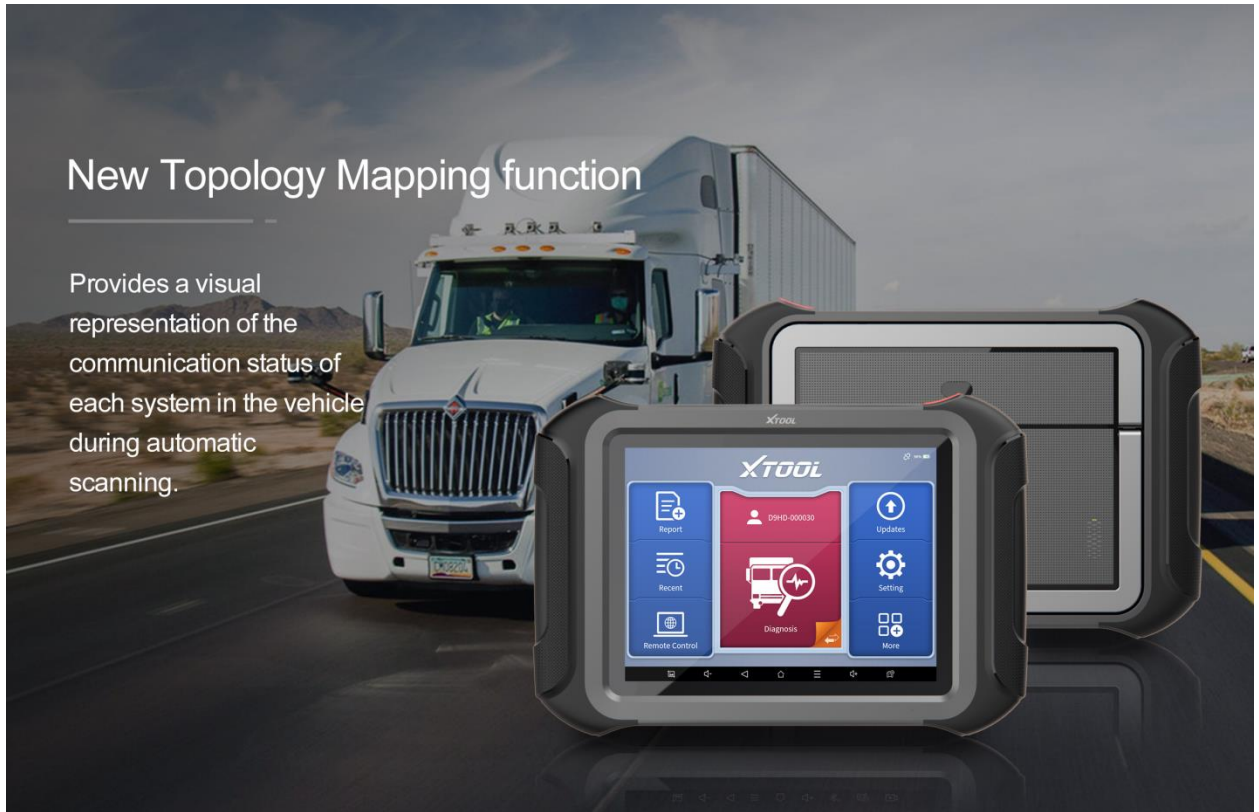 New Topology Mapping function
Provides a visual
representation of the
communication status of
each system in the vehicle
during automatic
scanning.
XTOOL
XTOOL
Report
D9HD-000030
Updates
Recent
Setting
Remote Control
Diagnosis
More